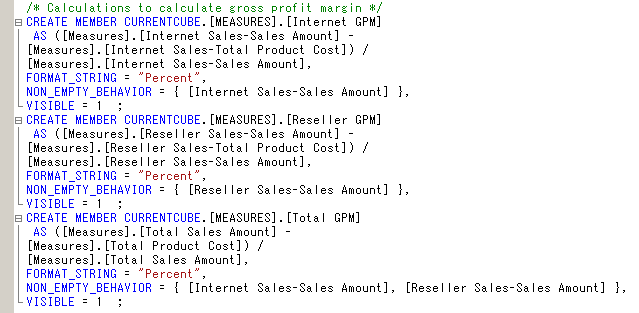 /* Calculations to calculate gross profit margin */
CREATE MEMBER CURRENTCUBE.[MEASURES].[Internet GPM]
AS ([Measures].[Internet Sales-Sales Amount] -
[Measures].[Internet Sales-Total Product Cost]) /
[Measures].[Internet Sales-Sales Amount],
FORMAT_STRING = "Percent",
NON_EMPTY_BEHAVIOR = { [Internet Sales-Sales Amount] },
VISIBLE = 1  ;
CREATE MEMBER CURRENTCUBE.[MEASURES].[Reseller GPM]
AS ([Measures].[Reseller Sales-Sales Amount] -
[Measures].[Reseller Sales-Total Product Cost]) /
[Measures].[Reseller Sales-Sales Amount],
FORMAT_STRING = "Percent",
NON_EMPTY_BEHAVIOR = { [Reseller Sales-Sales Amount] },
VISIBLE = 1  ;
CREATE MEMBER CURRENTCUBE.[MEASURES].[Total GPM]
AS ([Measures].[Total Sales Amount] -
[Measures].[Total Product Cost]) /
[Measures].[Total Sales Amount],
FORMAT_STRING = "Percent",
NON_EMPTY_BEHAVIOR = { [Internet Sales-Sales Amount], [Reseller Sales-Sales Amount] },
VISIBLE = 1  ;